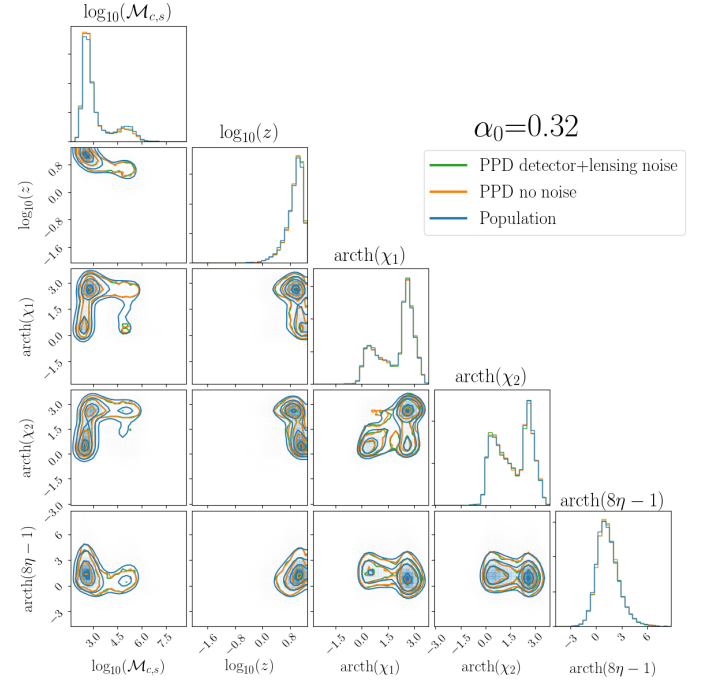 log₁₀(ℳ_{c,s})
log₁₀(z)
α₀=0.32
PPD detector+lensing noise
PPD no noise
Population
log₁₀(z)
0.8
0.0
−0.8
−1.6
arcth(χ₁)
arcth(χ₁)
3.0
1.5
0.0
−1.5
arcth(χ₂)
arcth(χ₂)
3.0
1.5
0.0
−1.5
−3.0
arcth(8η − 1)
arcth(8η − 1)
6
3
0
−3
3.0 4.5 6.0 7.5
−1.6 −0.8 0.0 0.8
−1.5 0.0 1.5 3.0
−3.0 −1.5 0.0 1.5 3.0
−3 0 3 6
log₁₀(ℳ_{c,s}) log₁₀(z) arcth(χ₁) arcth(χ₂) arcth(8η − 1)